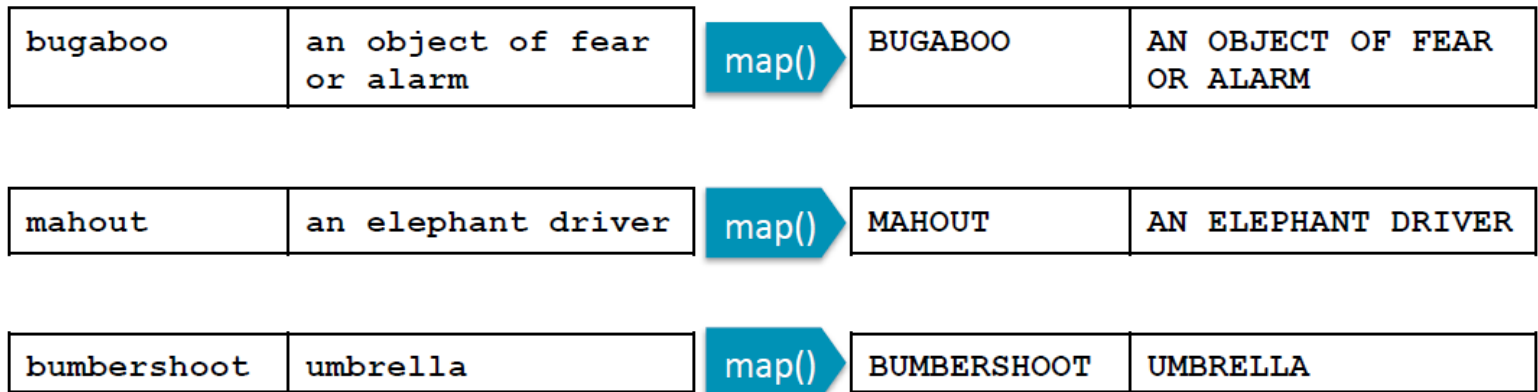 bugaboo an object of fear map() BUGABOO AN OBJECT OF FEAR
or alarm OR ALARM
mahout an elephant driver map() MAHOUT AN ELEPHANT DRIVER
bumbershoot umbrella map() BUMBERSHOOT UMBRELLA